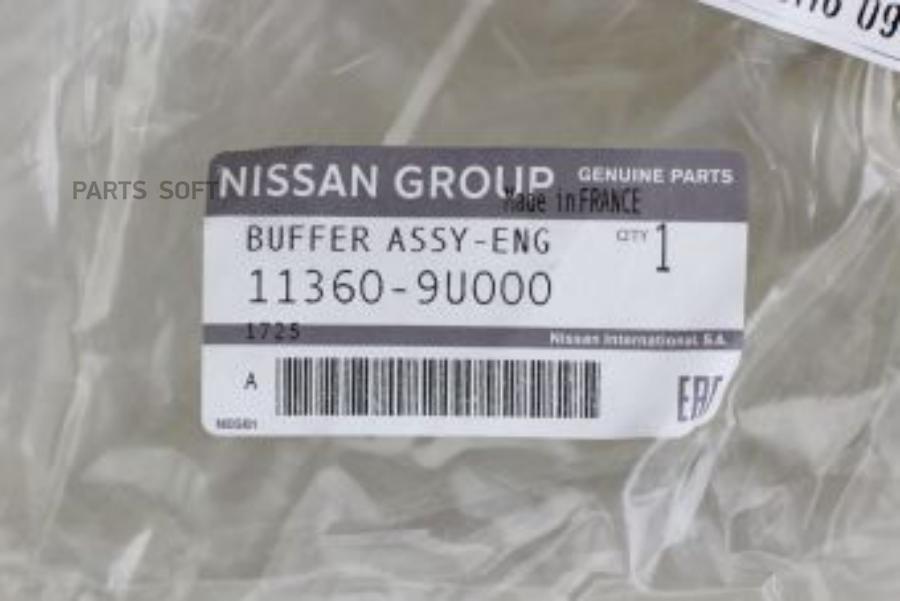 09
PARTS SOFT
NISSAN GROUP GENUINE PARTS
Made in FRANCE
BUFFER ASSY-ENG QTY 1
11360-9U000
1725
Nissan International. S.A.
A
EAC